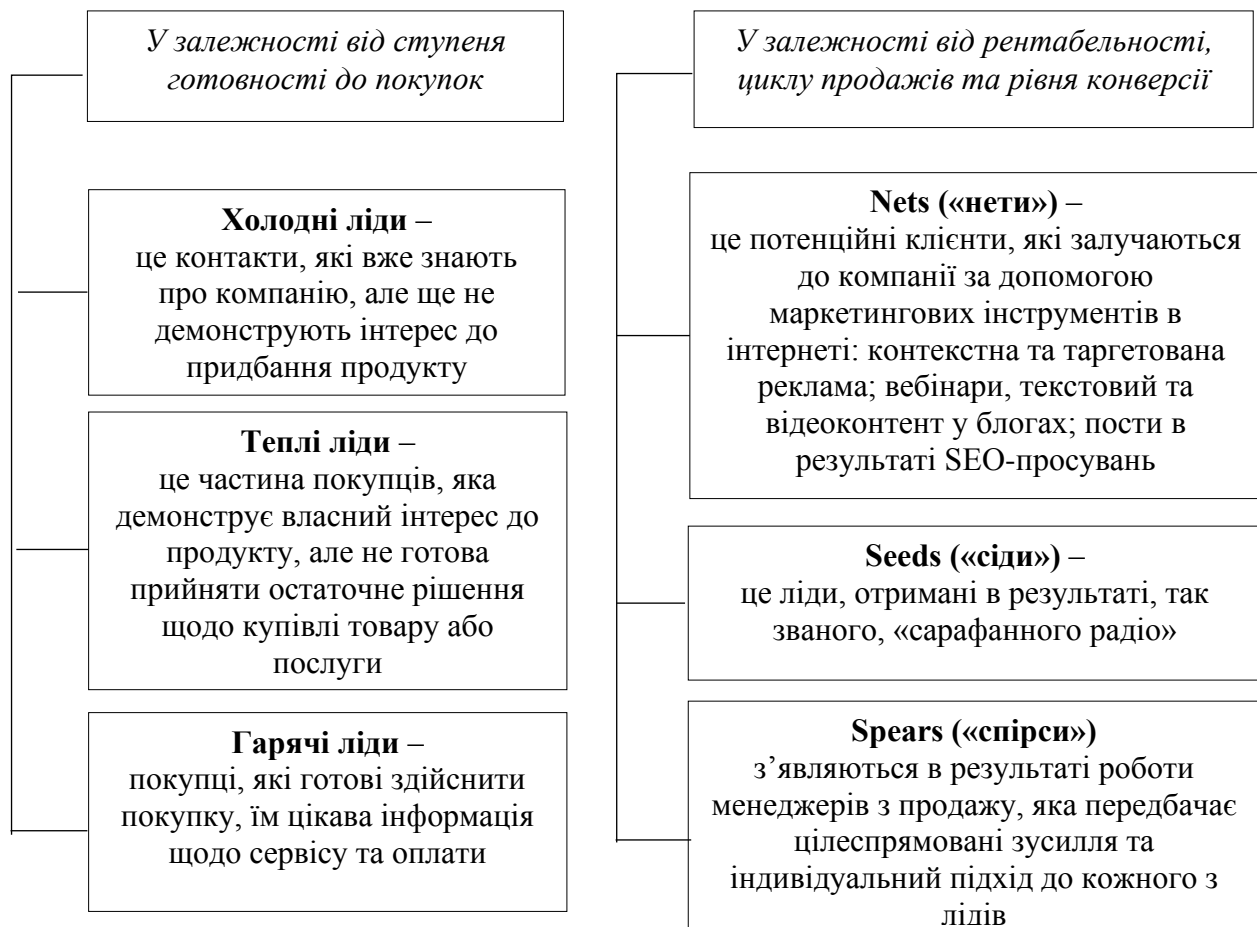 У залежності від ступеня
готовності до покупок
Холодні ліди –
це контакти, які вже знають
про компанію, але ще не
демонструють інтерес до
придбання продукту
Теплі ліди –
це частина покупців, яка
демонструє власний інтерес до
продукту, але не готова
прийняти остаточне рішення
щодо купівлі товару або
послуги
Гарячі ліди –
покупці, які готові здійснити
покупку, їм цікава інформація
щодо сервісу та оплати
У залежності від рентабельності,
циклу продажів та рівня конверсії
Nets («нети») –
це потенційні клієнти, які залучаються
до компанії за допомогою
маркетингових інструментів в
інтернеті: контекстна та таргетована
реклама; вебінари, текстовий та
відеоконтент у блогах; пости в
результаті SEO-просувань
Seeds («сіди») –
це ліди, отримані в результаті, так
званого, «сарафанного радіо»
Spears («спірси»)
з’являються в результаті роботи
менеджерів з продажу, яка передбачає
цілеспрямовані зусилля та
індивідуальний підхід до кожного з
лідів